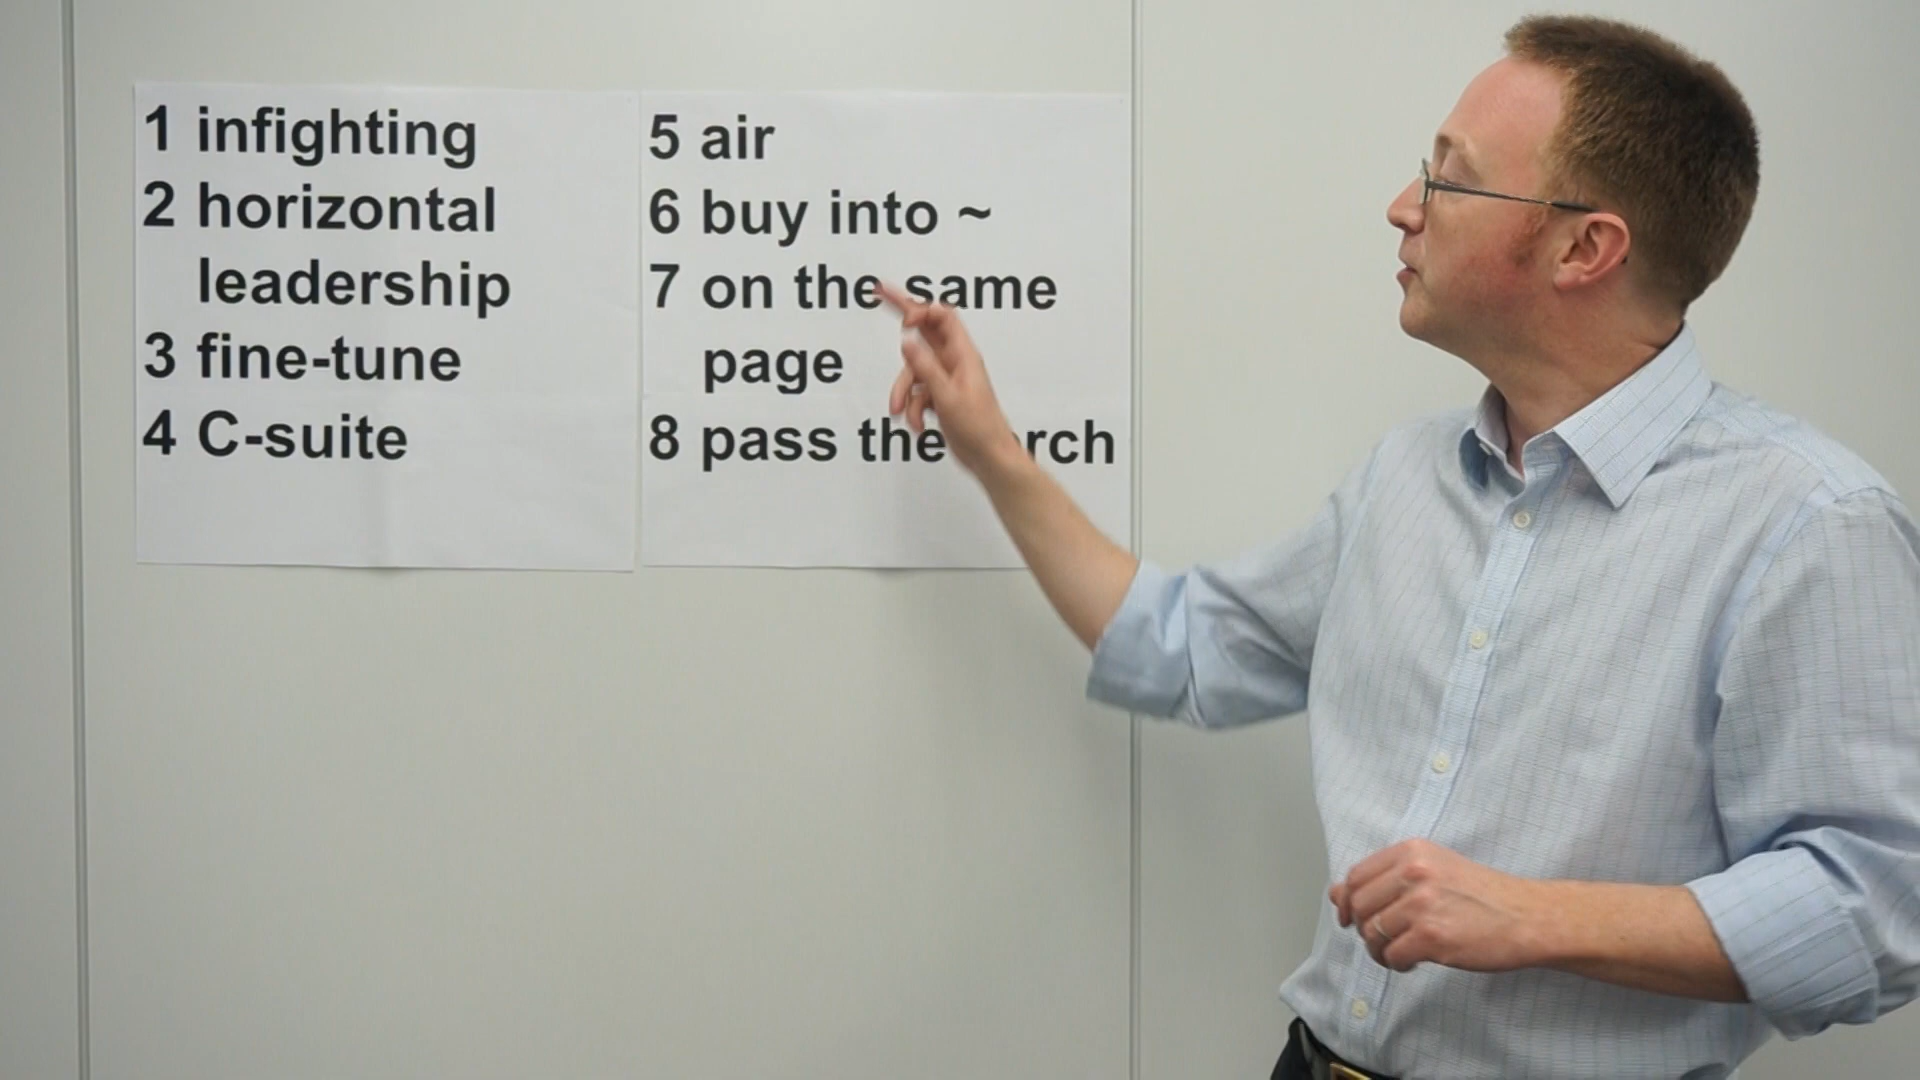 1 infighting
2 horizontal
leadership
3 fine-tune
4 C-suite
5 air
6 buy into ~
7 on the same
page
8 pass the